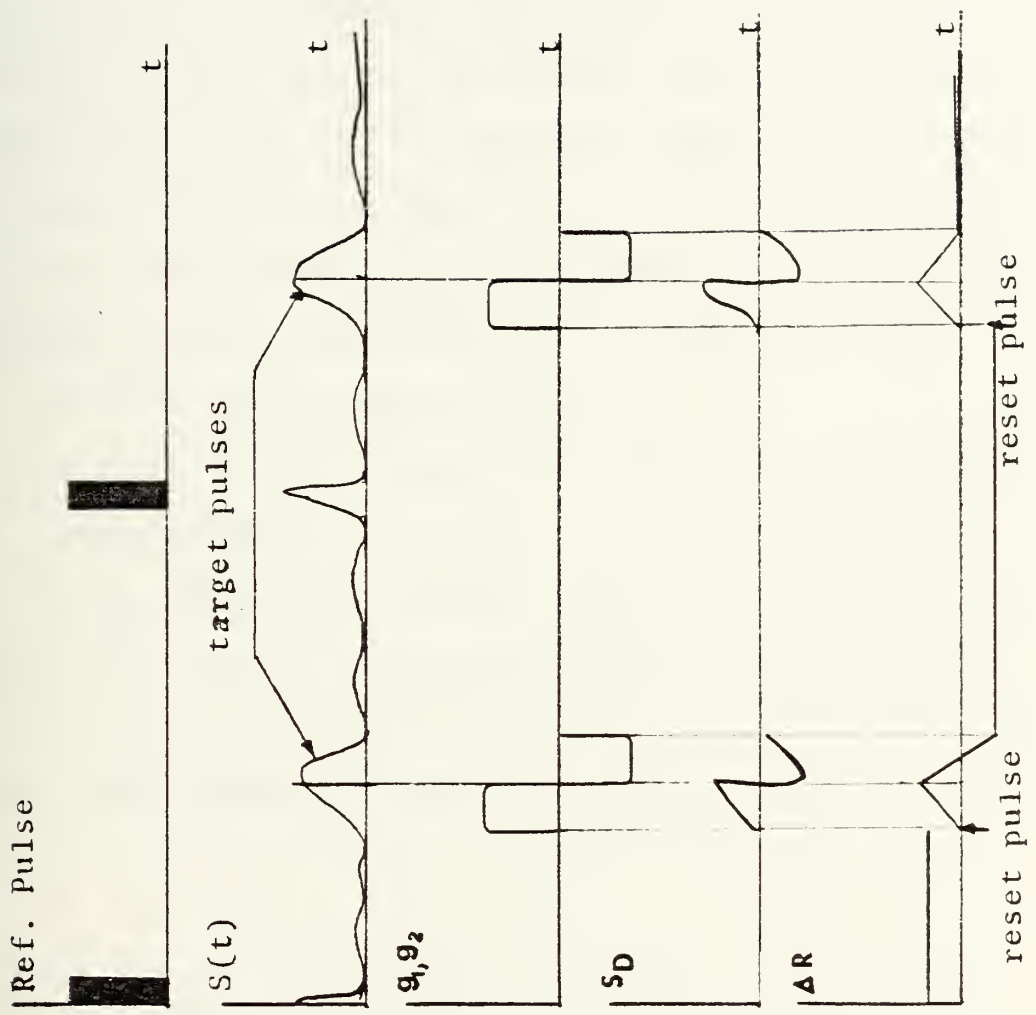 Ref. Pulse
t
S(t)
target pulses
t
g1,g2
t
SD
t
ΔR
t
reset pulse
reset pulse